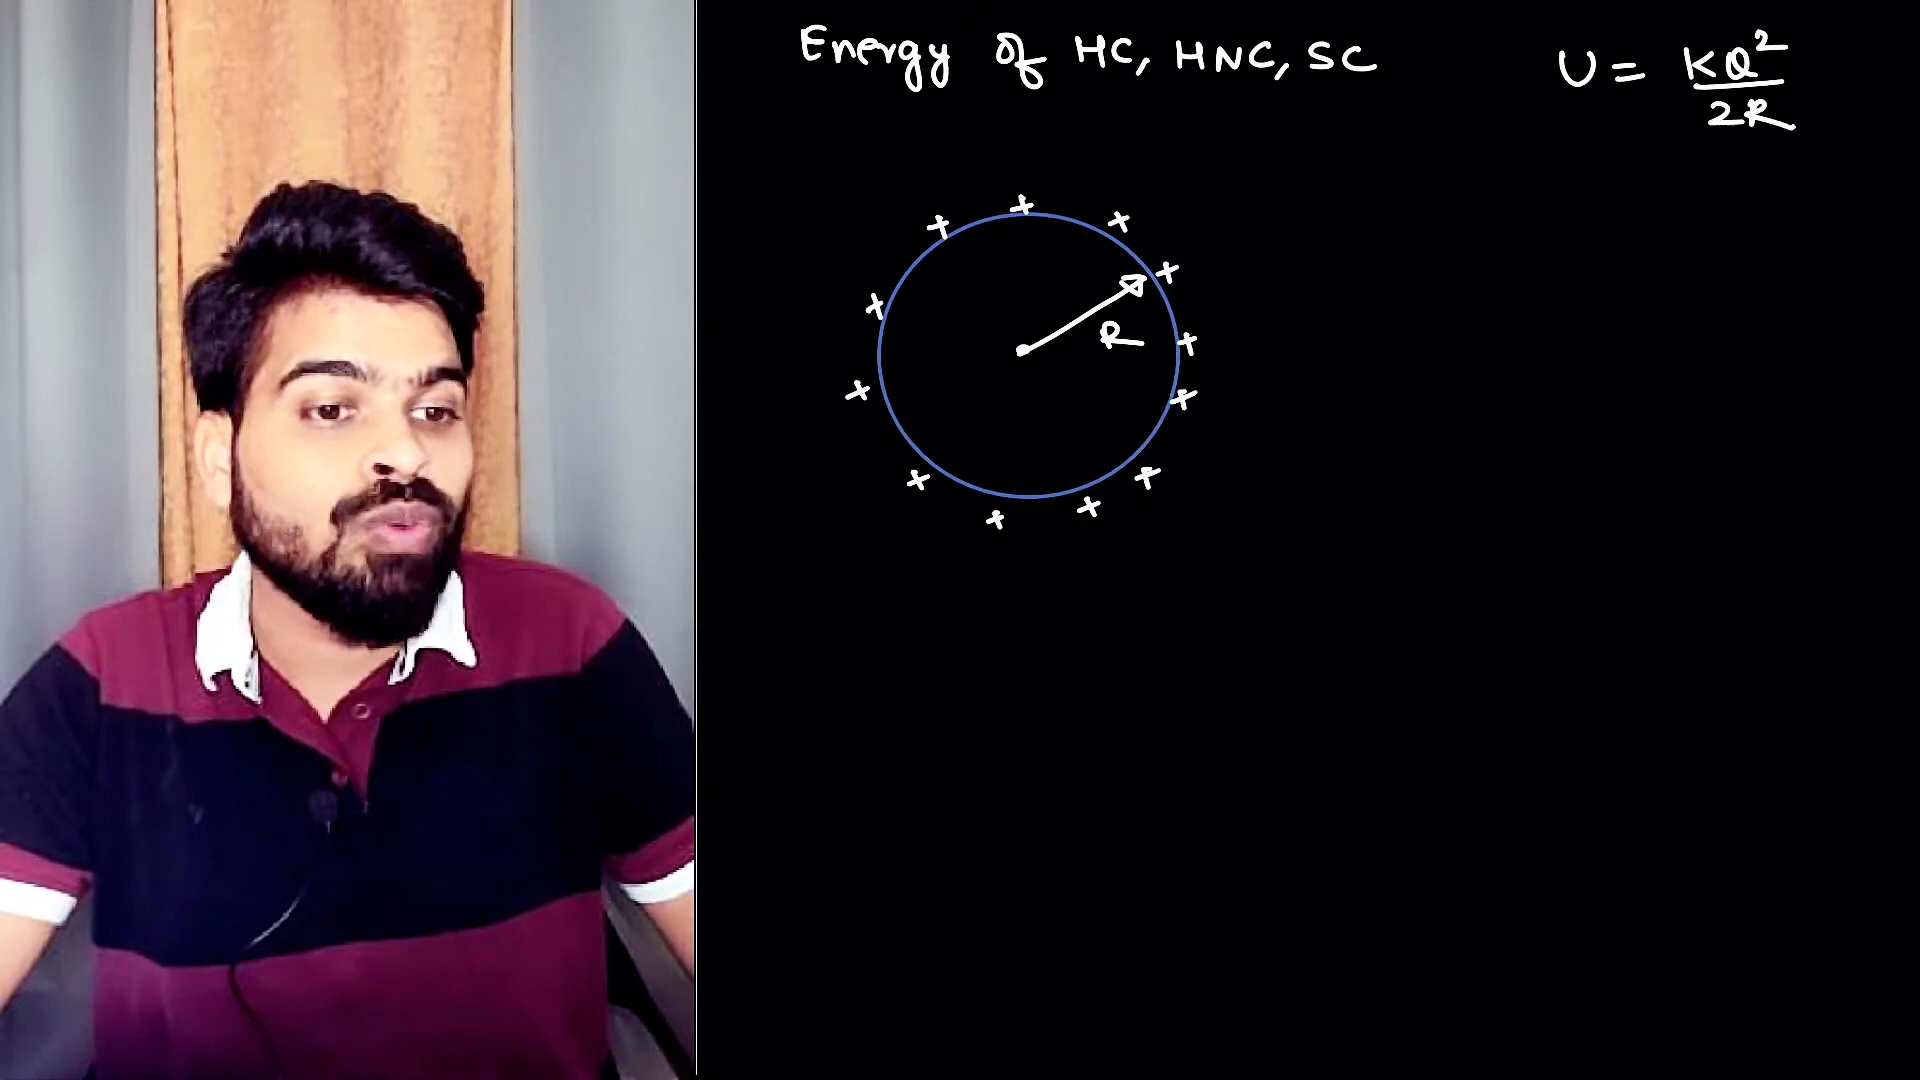 Energy of HC, HNC, SC
U = KQ²/2R
+ + +
+ +
R
+
+ +
+ +
+ +